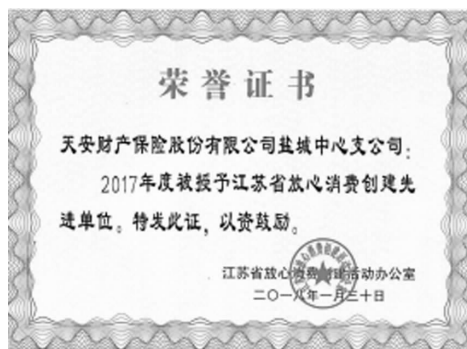 荣誉证书
天安财产保险股份有限公司盐城中心支公司：
2017年度被授予江苏省放心消费创建先
进单位。特发此证，以资鼓励。
江苏省放心消费创建活动办公室
二〇一八年一月三十日